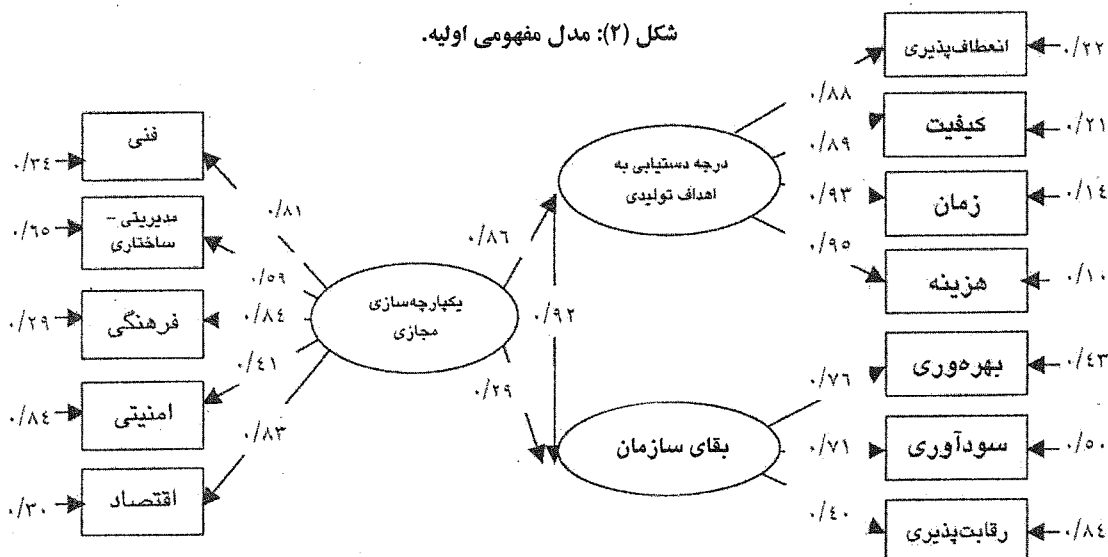 شکل (۲): مدل مفهومی اولیه.
انعطاف‌پذیری
۰/۲۲
۰/۸۸
کیفیت
۰/۲۱
۰/۸۹
درجه دستیابی به
اهداف تولیدی
زمان
۰/۱۴
۰/۹۳
هزینه
۰/۱۰
۰/۹۵
بهره‌وری
۰/۴۳
۰/۷۶
بقای سازمان
سودآوری
۰/۵۰
۰/۷۱
رقابت‌پذیری
۰/۸۴
۰/۴۰
۰/۸۶
۰/۹۲
۰/۲۹
یکپارچه‌سازی
مجازی
فنی
۰/۳۴
۰/۸۱
مدیریتی -
ساختاری
۰/۶۵
۰/۵۹
فرهنگی
۰/۲۹
۰/۸۴
امنیتی
۰/۸۴
۰/۴۱
اقتصاد
۰/۳۰
۰/۸۳